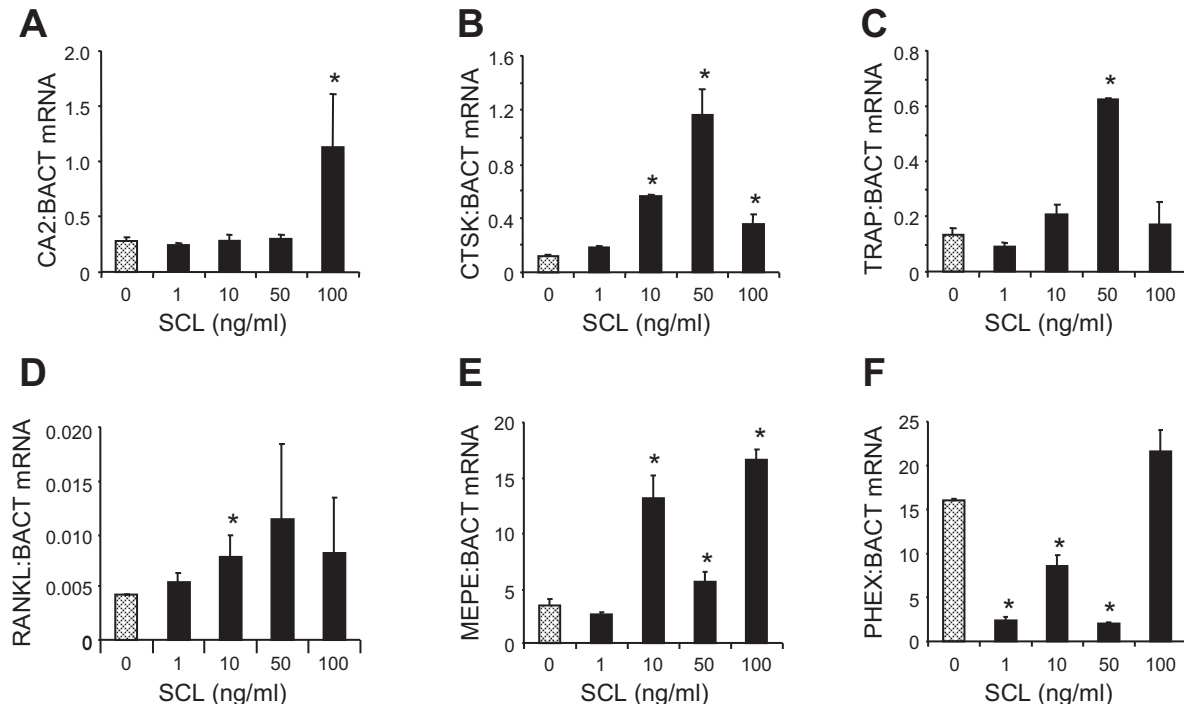 A
CA2:BACT mRNA
2.0
1.5
1.0
0.5
0
*
0 1 10 50 100
SCL (ng/ml)
B
CTSK:BACT mRNA
1.6
1.2
0.8
0.4
0
* * *
0 1 10 50 100
SCL (ng/ml)
C
TRAP:BACT mRNA
0.8
0.6
0.4
0.2
0
*
0 1 10 50 100
SCL (ng/ml)
D
RANKL:BACT mRNA
0.020
0.015
0.010
0.005
0
*
0 1 10 50 100
SCL (ng/ml)
E
MEPE:BACT mRNA
20
15
10
5
0
* * *
0 1 10 50 100
SCL (ng/ml)
F
PHEX:BACT mRNA
25
20
15
10
5
0
* * *
0 1 10 50 100
SCL (ng/ml)